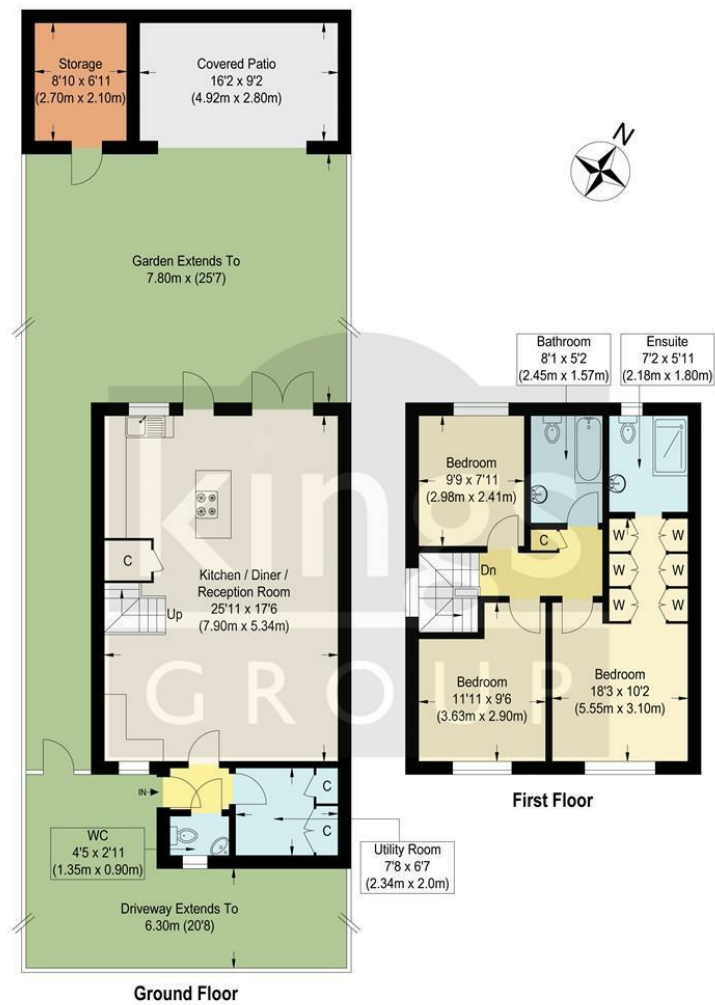 Storage
8'10 x 6'11
(2.70m x 2.10m)
Covered Patio
16'2 x 9'2
(4.92m x 2.80m)
N
Garden Extends To
7.80m x (25'7)
Bathroom
8'1 x 5'2
(2.45m x 1.57m)
Ensuite
7'2 x 5'11
(2.18m x 1.80m)
kings
GROUP
C
Kitchen / Diner /
Reception Room
25'11 x 17'6
(7.90m x 5.34m)
Up
Bedroom
9'9 x 7'11
(2.98m x 2.41m)
C
Dn
W
W
W
W
W
W
Bedroom
11'11 x 9'6
(3.63m x 2.90m)
Bedroom
18'3 x 10'2
(5.55m x 3.10m)
First Floor
IN
C
C
WC
4'5 x 2'11
(1.35m x 0.90m)
Utility Room
7'8 x 6'7
(2.34m x 2.0m)
Driveway Extends To
6.30m (20'8)
Ground Floor